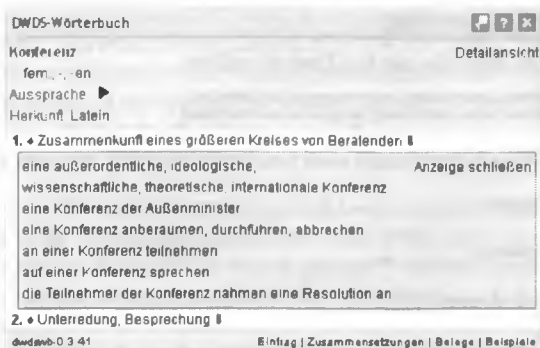 DWDS-Wörterbuch
Konferenz Detailansicht
fem., -, -en
Aussprache
Herkunft Latein
1. Zusammenkunft eines größeren Kreises von Beratenden
eine außerordentliche, ideologische, Anzeige schließen
wissenschaftliche, theoretische, internationale Konferenz
eine Konferenz der Außenminister
eine Konferenz anberaumen, durchführen, abbrechen
an einer Konferenz teilnehmen
auf einer Konferenz sprechen
die Teilnehmer der Konferenz nahmen eine Resolution an
2. Unterredung, Besprechung
dwdswb-0.3.41 Eintrag | Zusammensetzungen | Belege | Beispiele